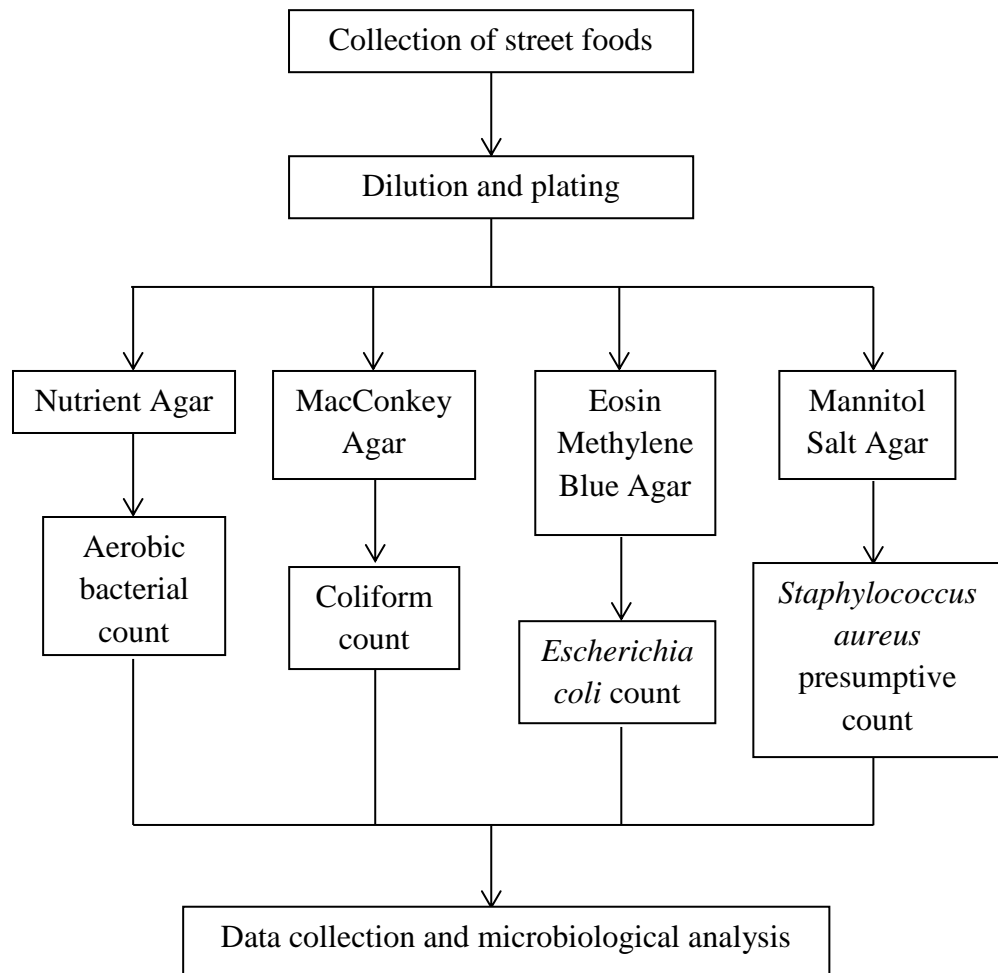 Collection of street foods
Dilution and plating
Nutrient Agar
MacConkey
Agar
Eosin
Methylene
Blue Agar
Mannitol
Salt Agar
Aerobic
bacterial
count
Coliform
count
Escherichia
coli count
Staphylococcus
aureus
presumptive
count
Data collection and microbiological analysis